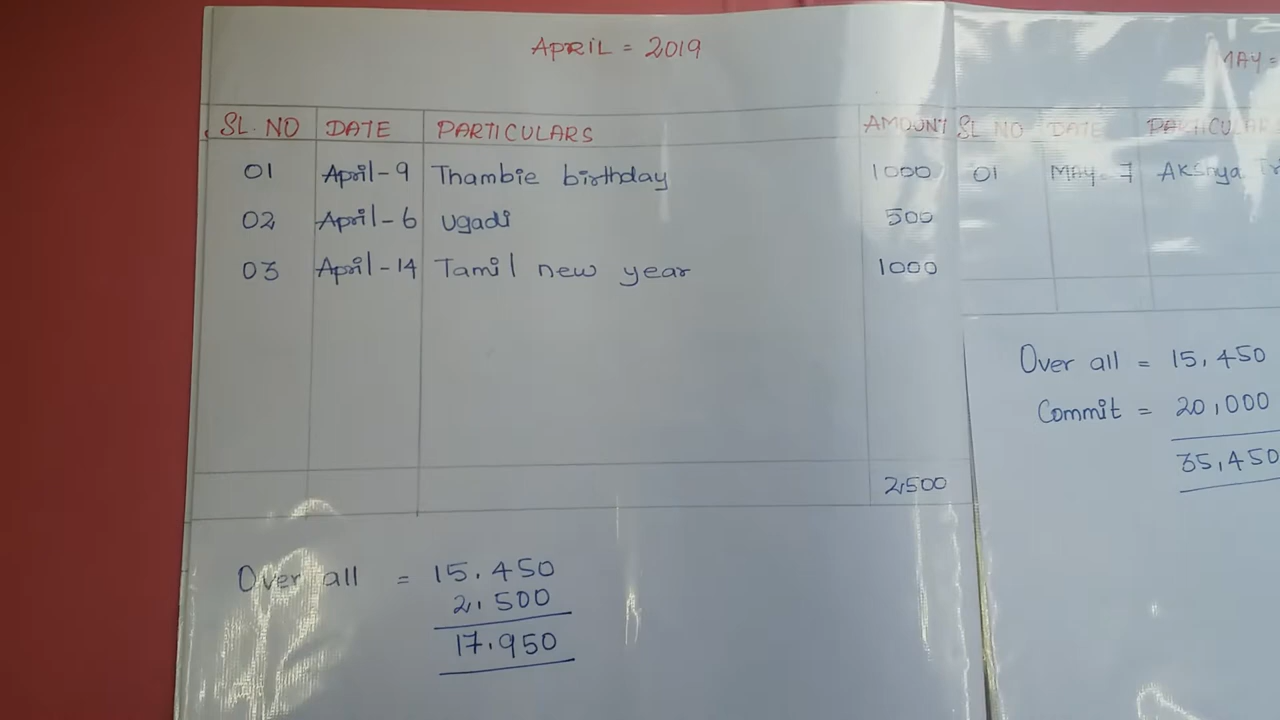 APRIL = 2019
SL. NO DATE PARTICULARS AMOUNT
01 April-9 Thambie birthday 1000
02 April-6 Ugadi 500
03 April-14 Tamil new year 1000
2,500
Over all = 15.450
2,500
17.950
MAY =
SL NO DATE PARTICULAR
01 MAY-7
Over all = 15,450
Commit = 20,000
35,450